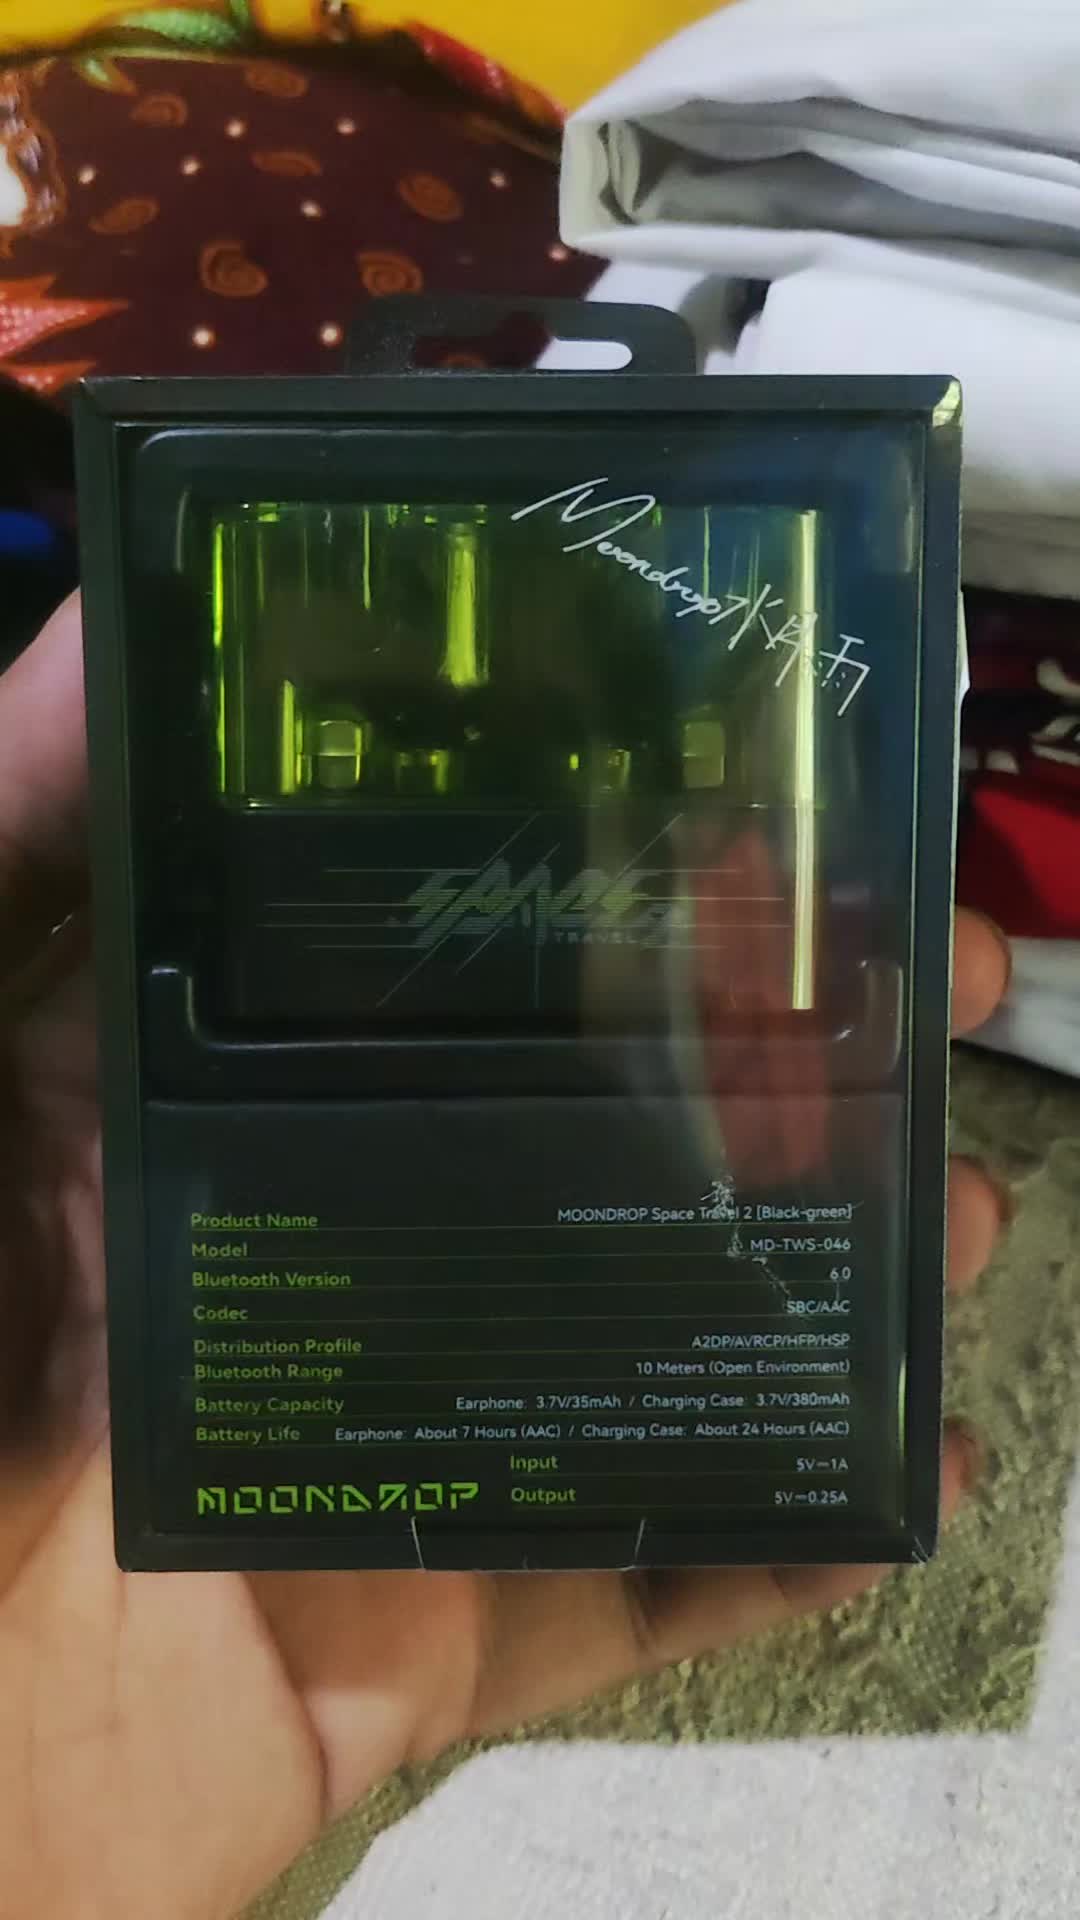 Moondrop水月雨
SPACE
TRAVEL 2
Product Name MOONDROP Space Travel 2 [Black-green]
Model MD-TWS-046
Bluetooth Version 6.0
Codec SBC/AAC
Distribution Profile A2DP/AVRCP/HFP/HSP
Bluetooth Range 10 Meters (Open Environment)
Battery Capacity Earphone: 3.7V/35mAh / Charging Case: 3.7V/380mAh
Battery Life Earphone: About 7 Hours (AAC) / Charging Case: About 24 Hours (AAC)
Input 5V⎓1A
MOONDROP Output 5V⎓0.25A